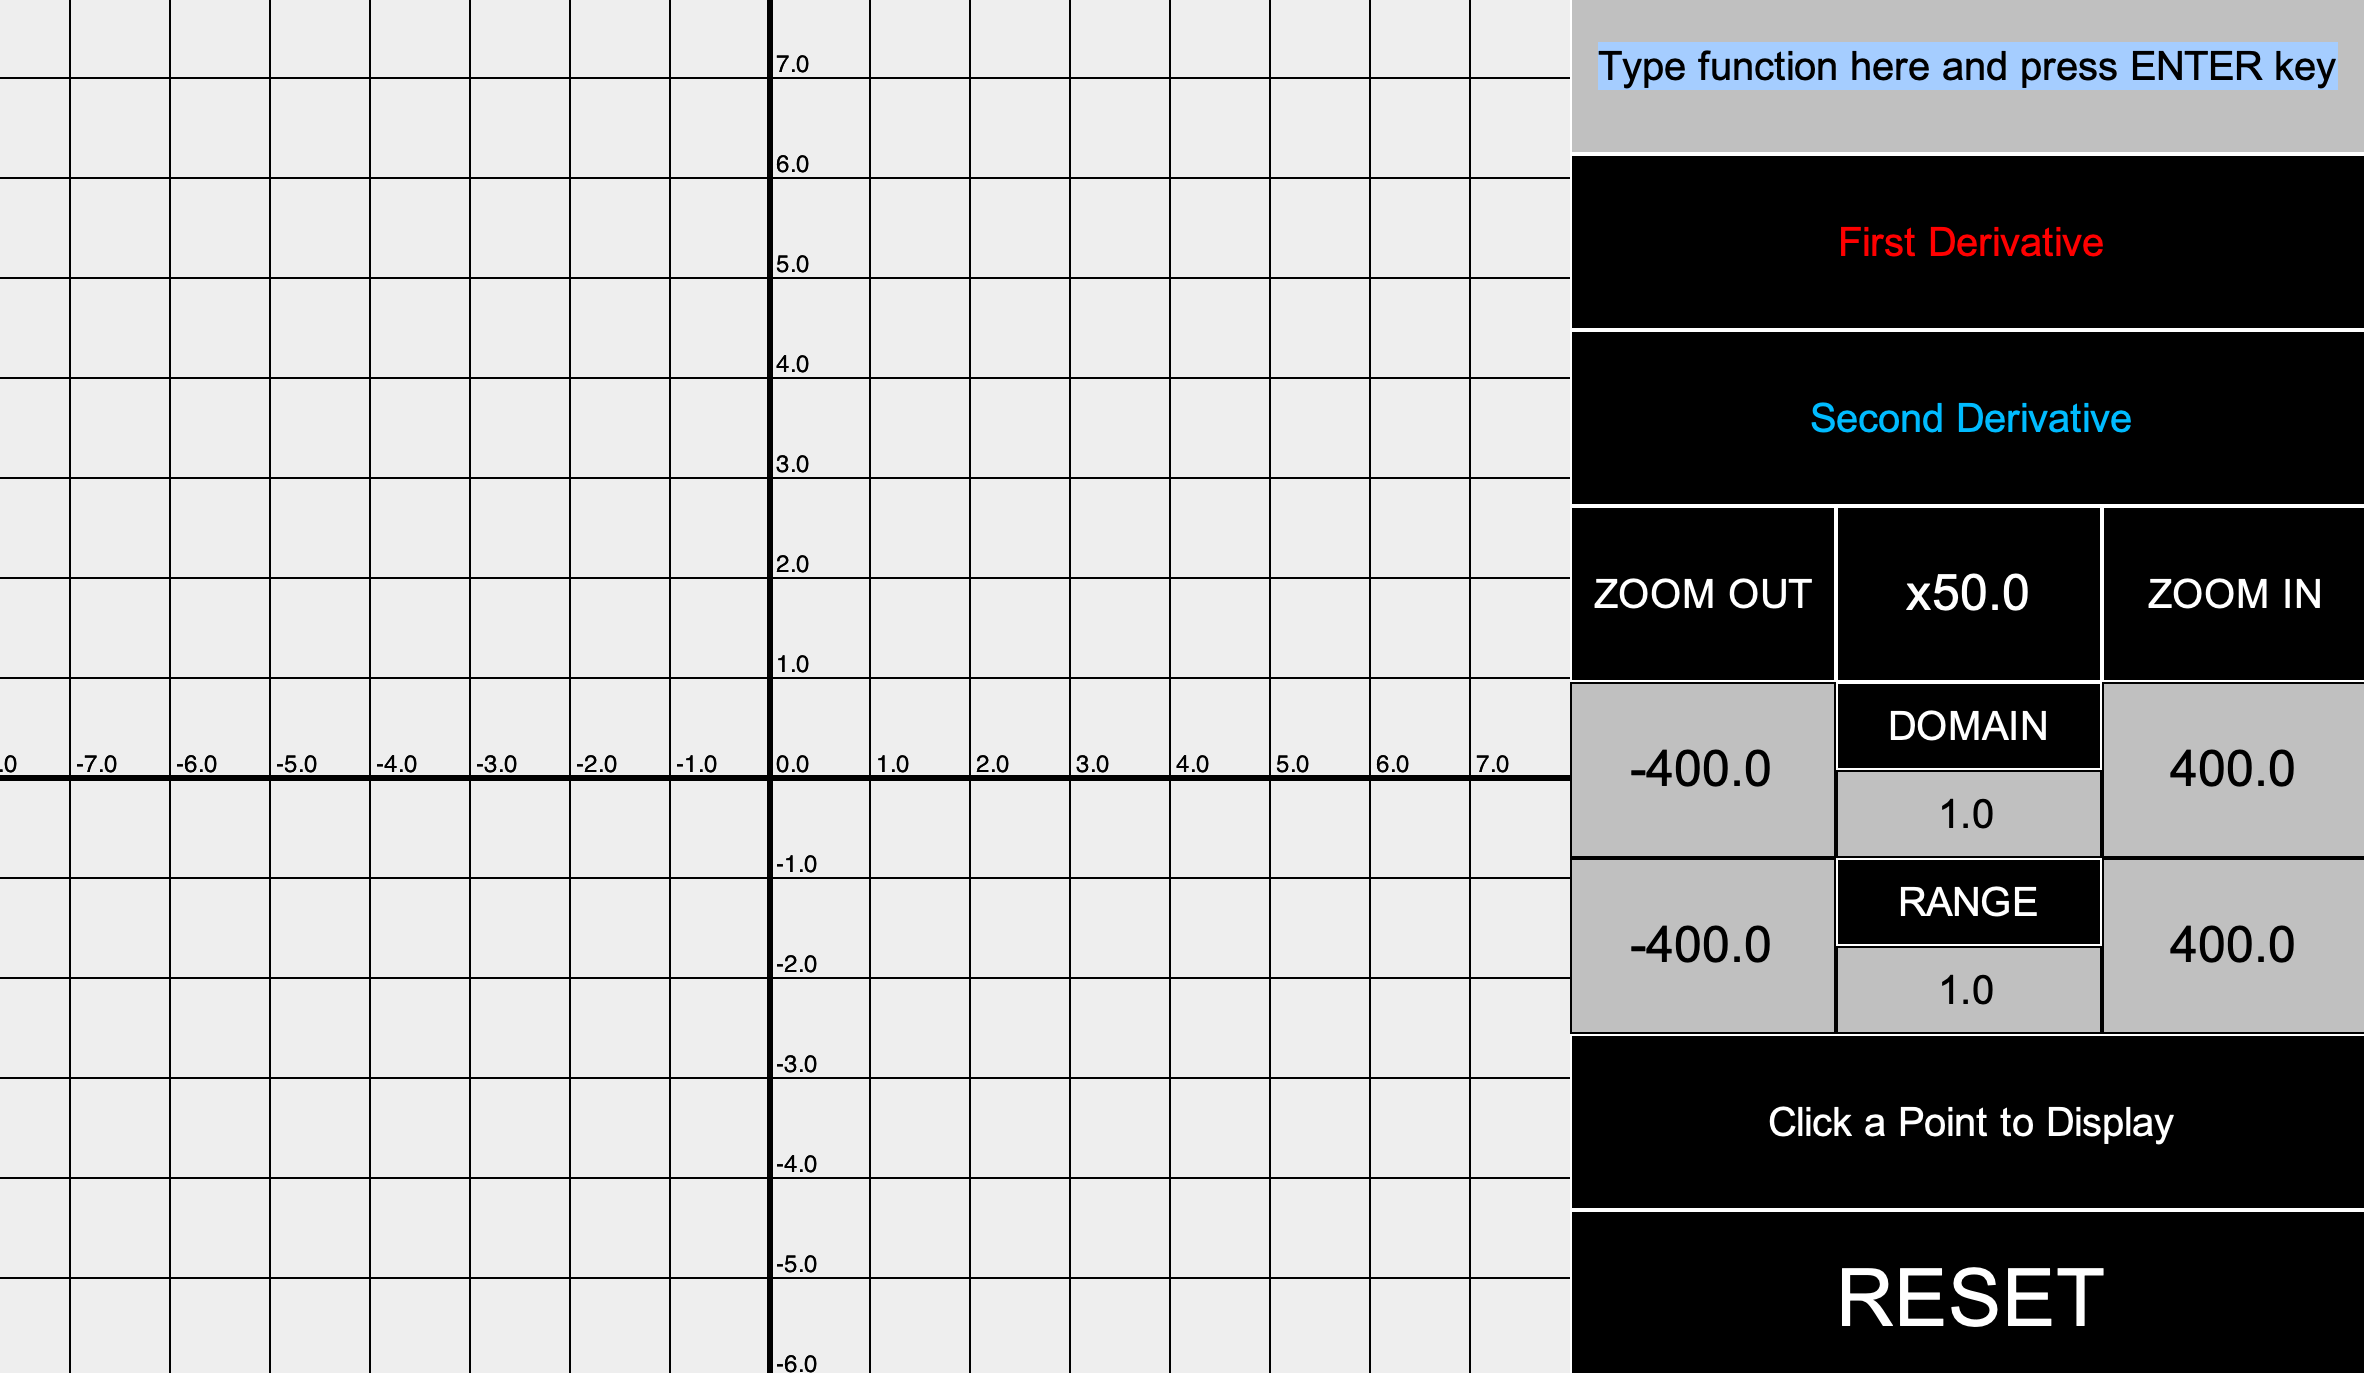 7.0
6.0
5.0
4.0
3.0
2.0
1.0
.0 -7.0 -6.0 -5.0 -4.0 -3.0 -2.0 -1.0 0.0 1.0 2.0 3.0 4.0 5.0 6.0 7.0
-1.0
-2.0
-3.0
-4.0
-5.0
-6.0
Type function here and press ENTER key
First Derivative
Second Derivative
ZOOM OUT x50.0 ZOOM IN
DOMAIN
-400.0 400.0
1.0
RANGE
-400.0 400.0
1.0
Click a Point to Display
RESET